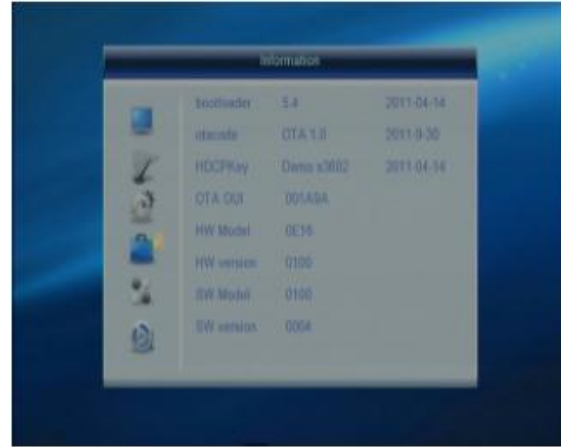 Information
bootloader 5.4 2011-04-14
otacode OTA 1.0 2011-9-30
HDCPKey Demo x3602 2011-04-14
OTA OUI 001A9A
HW Model 0E16
HW version 0100
SW Model 0100
SW version 0004